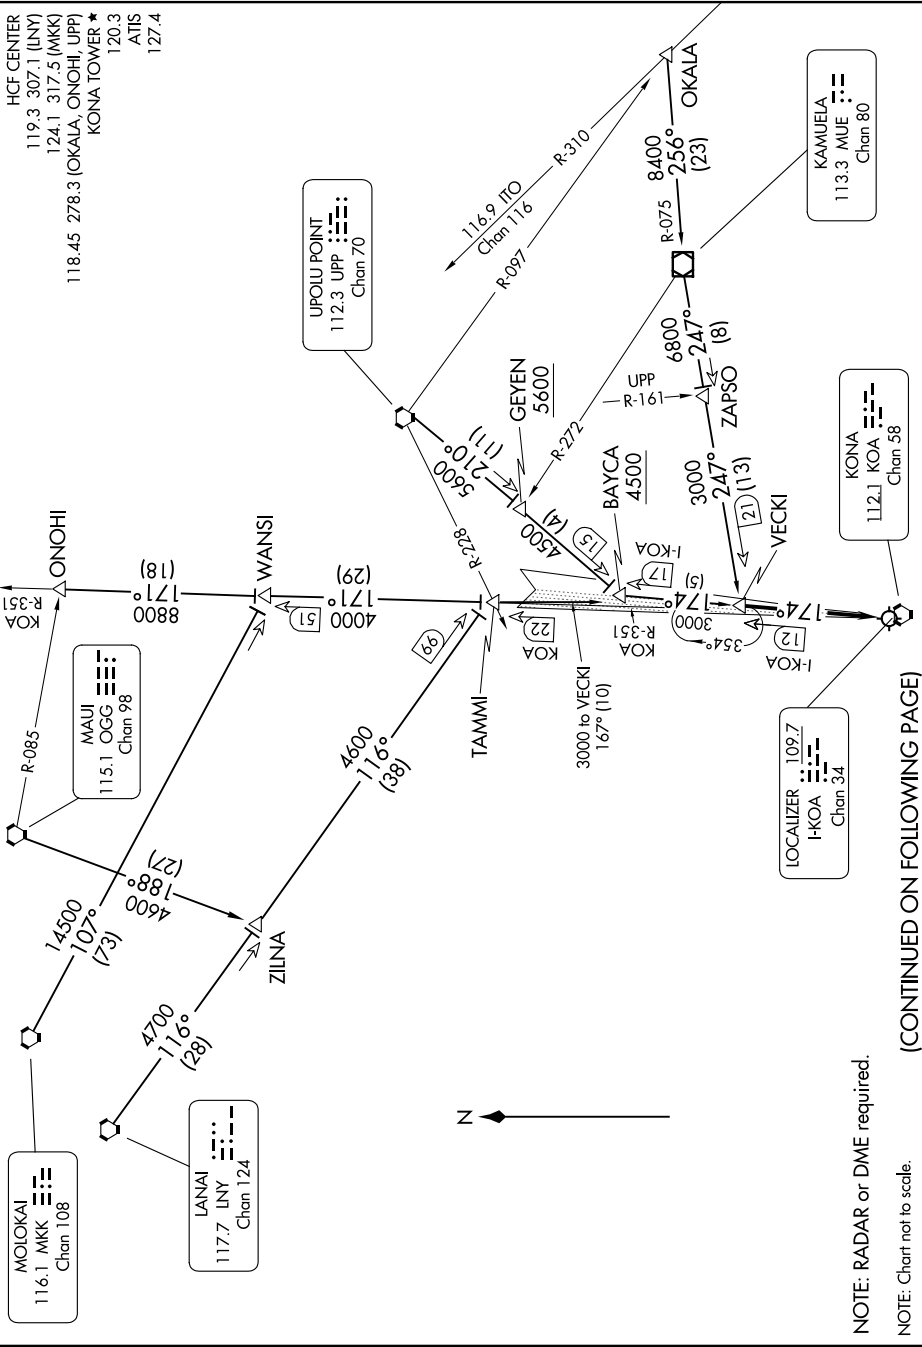 HCF CENTER
119.3 307.1 (LNY)
124.1 317.5 (MKK)
118.45 278.3 (OKALA, ONOHI, UPP)
KONA TOWER ★
120.3
ATIS
127.4
MOLOKAI
116.1 MKK
Chan 108
LANAI
117.7 LNY
Chan 124
MAUI
115.1 OGG
Chan 98
UPOLU POINT
112.3 UPP
Chan 70
KAMUELA
113.3 MUE
Chan 80
KONA
112.1 KOA
Chan 58
LOCALIZER 109.7
I-KOA
Chan 34
14500
107°
(73)
4700
116°
(28)
ZILNA
4600
188°
(27)
R-085
KOA
R-351
ONOHI
8800
171°
(18)
WANSI
51
4000
171°
(29)
4600
116°
(38)
66
TAMMI
22
KOA
R-228
3000 to VECKI
167° (10)
KOA
R-351
5600
210°
(11)
GEYEN
5600
4500
(4)
15
BAYCA
4500
I-KOA
17
174°
(5)
3000
354°
VECKI
12
I-KOA
174°
21
3000
247°
(13)
ZAPSO
UPP
R-161
6800
247°
(8)
R-272
R-075
8400
256°
(23)
OKALA
R-310
116.9 ITO
Chan 116
R-097
N
NOTE: RADAR or DME required.
NOTE: Chart not to scale.
(CONTINUED ON FOLLOWING PAGE)